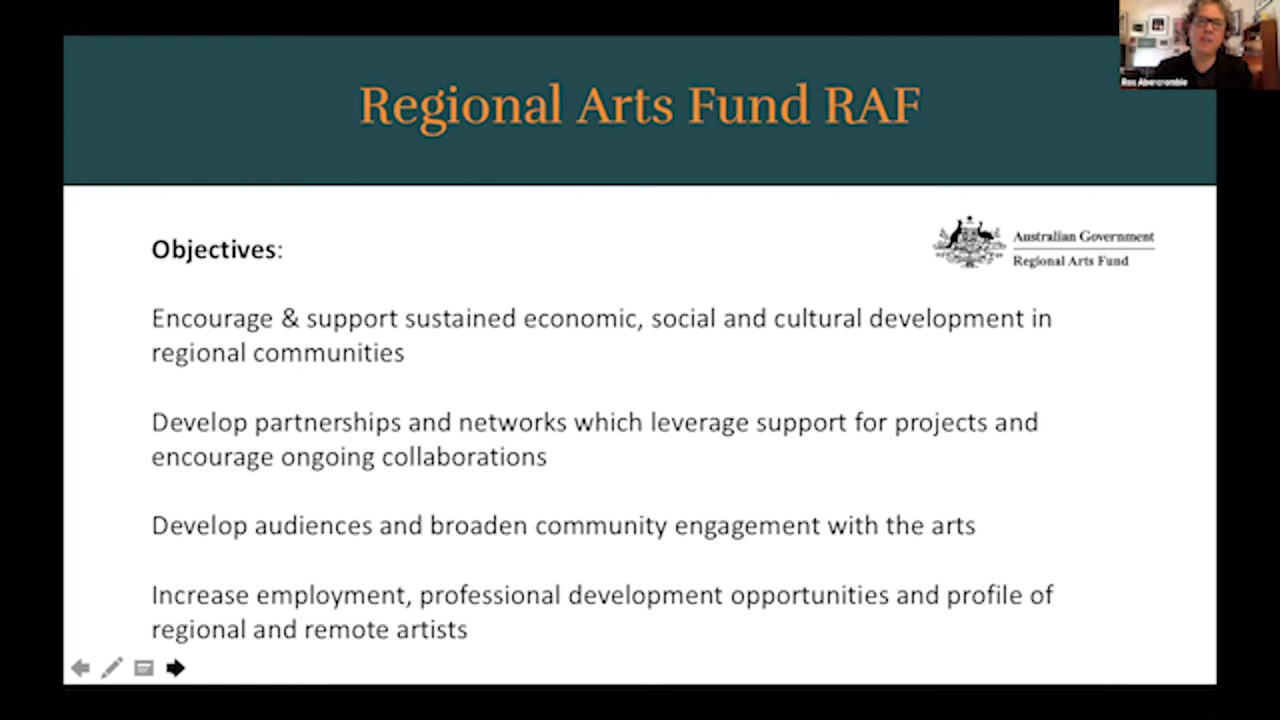 Regional Arts Fund RAF
Ros Abercrombie
Australian Government
Regional Arts Fund
Objectives:
Encourage & support sustained economic, social and cultural development in
regional communities
Develop partnerships and networks which leverage support for projects and
encourage ongoing collaborations
Develop audiences and broaden community engagement with the arts
Increase employment, professional development opportunities and profile of
regional and remote artists